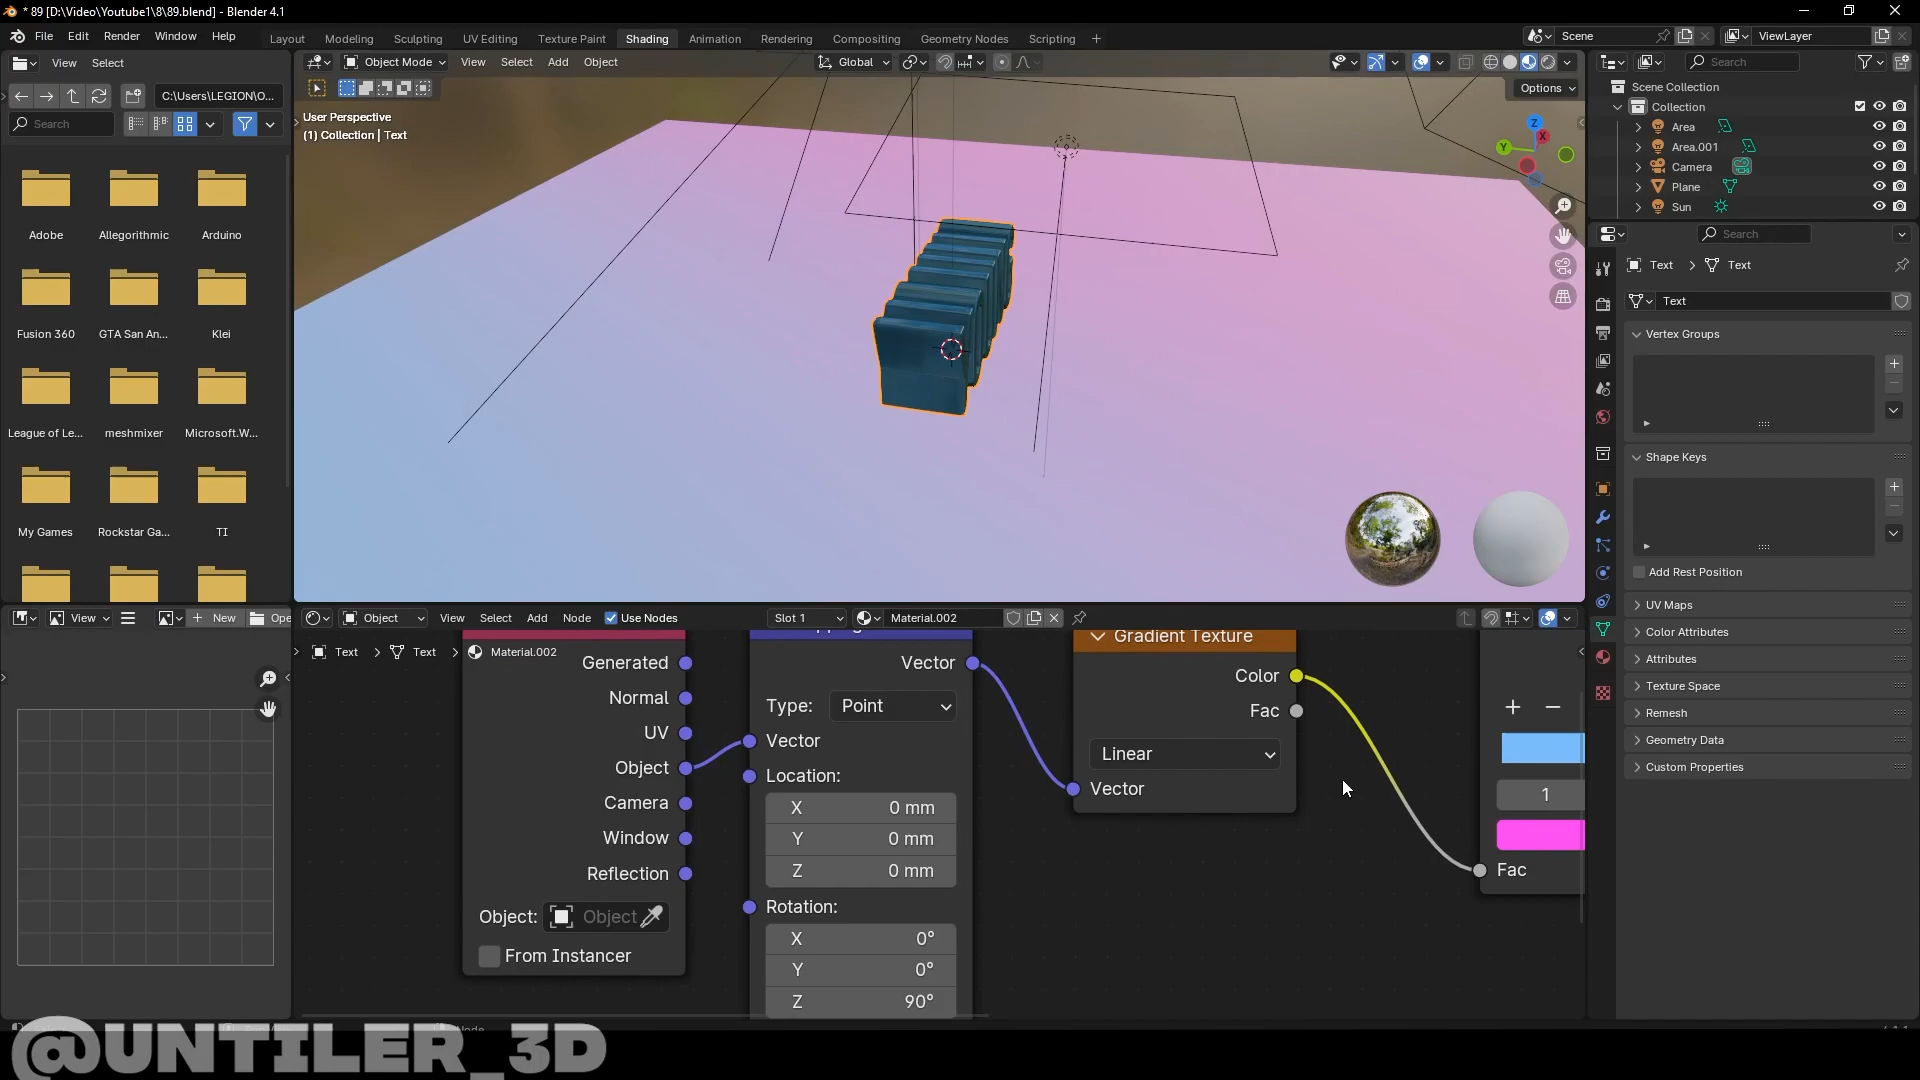 * 89 [D:\Video\Youtube1\8\89.blend] - Blender 4.1
File Edit Render Window Help
Layout Modeling Sculpting UV Editing Texture Paint Shading Animation Rendering Compositing Geometry Nodes Scripting +
Scene ViewLayer
View Select
C:\Users\LEGION\O...
Search
Adobe Allegorithmic Arduino
Fusion 360 GTA San An... Klei
League of Le... meshmixer Microsoft.W...
My Games Rockstar Ga... TI
Object Mode View Select Add Object Global
Options
User Perspective
(1) Collection | Text
Z
X
Y
Search
Scene Collection
Collection
Area
Area.001
Camera
Plane
Sun
Search
Text > Text
Text
Vertex Groups
Shape Keys
Add Rest Position
UV Maps
Color Attributes
Attributes
Texture Space
Remesh
Geometry Data
Custom Properties
View New Ope
Object View Select Add Node Use Nodes Slot 1 Material.002
Text > Text > Material.002
Generated
Normal
UV
Object
Camera
Window
Reflection
Object: Object
From Instancer
Vector
Type: Point
Vector
Location:
X 0 mm
Y 0 mm
Z 0 mm
Rotation:
X 0°
Y 0°
Z 90°
Gradient Texture
Color
Fac
Linear
Vector
+ −
1
Fac
@UNTILER_3D